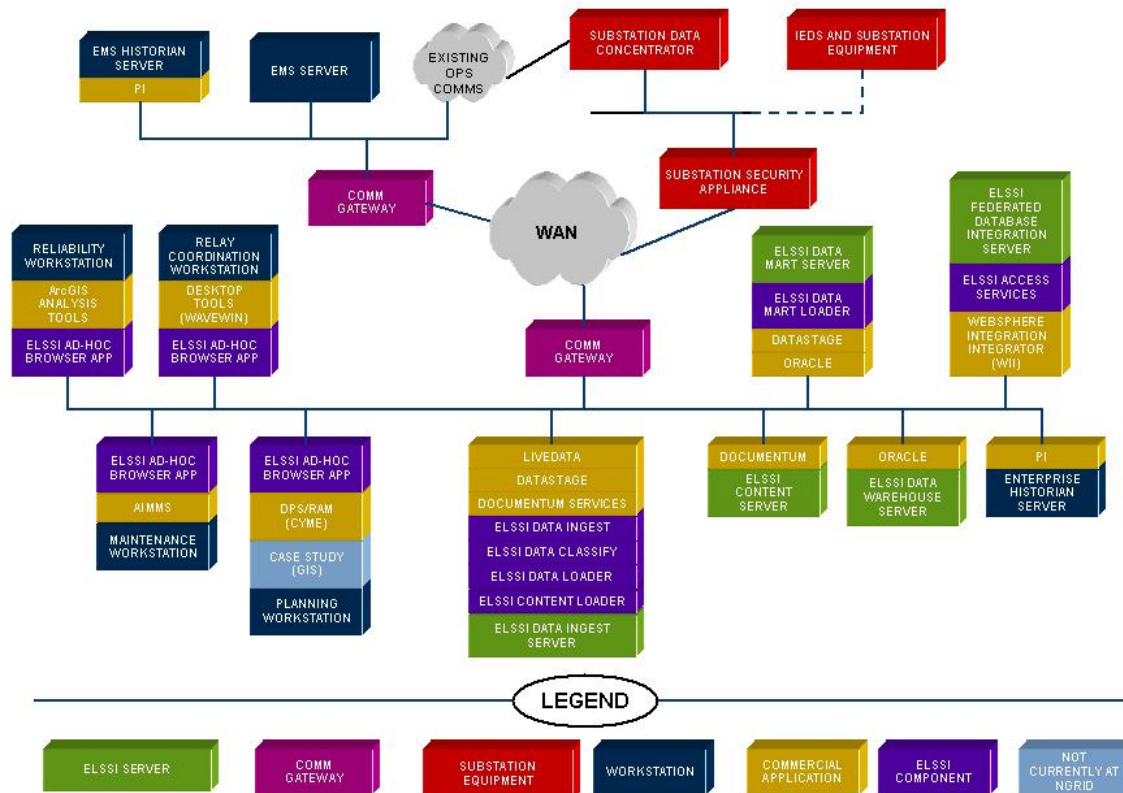 EMS HISTORIAN
SERVER
PI
EMS SERVER
EXISTING
OPS
COMMS
SUBSTATION DATA
CONCENTRATOR
IEDS AND SUBSTATION
EQUIPMENT
COMM
GATEWAY
WAN
SUBSTATION SECURITY
APPLIANCE
RELIABILITY
WORKSTATION
ArcGIS
ANALYSIS
TOOLS
ELSSI AD-HOC
BROWSER APP
RELAY
COORDINATION
WORKSTATION
DESKTOP
TOOLS
(WAVEWIN)
ELSSI AD-HOC
BROWSER APP
COMM
GATEWAY
ELSSI DATA
MART SERVER
ELSSI DATA
MART LOADER
DATASTAGE
ORACLE
ELSSI
FEDERATED
DATABASE
INTEGRATION
SERVER
ELSSI ACCESS
SERVICES
WEBSPHERE
INTEGRATION
INTEGRATOR
(WII)
ELSSI AD-HOC
BROWSER APP
AIMMS
MAINTENANCE
WORKSTATION
ELSSI AD-HOC
BROWSER APP
DPS/RAM
(CYME)
CASE STUDY
(GIS)
PLANNING
WORKSTATION
LIVEDATA
DATASTAGE
DOCUMENTUM SERVICES
ELSSI DATA INGEST
ELSSI DATA CLASSIFY
ELSSI DATA LOADER
ELSSI CONTENT LOADER
ELSSI DATA INGEST
SERVER
DOCUMENTUM
ELSSI
CONTENT
SERVER
ORACLE
ELSSI DATA
WAREHOUSE
SERVER
PI
ENTERPRISE
HISTORIAN
SERVER
LEGEND
ELSSI SERVER
COMM
GATEWAY
SUBSTATION
EQUIPMENT
WORKSTATION
COMMERCIAL
APPLICATION
ELSSI
COMPONENT
NOT
CURRENTLY AT
NGRID